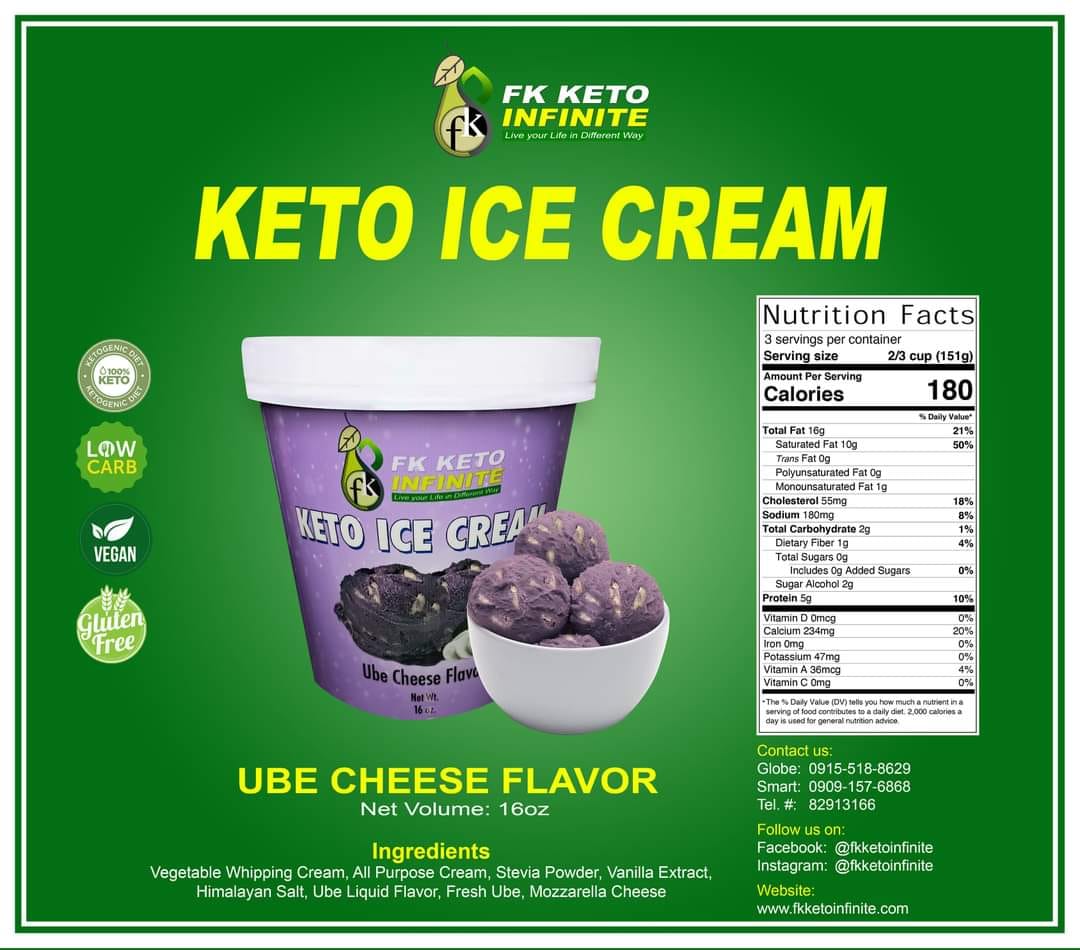 FK KETO
INFINITE
Live your Life in Different Way
fk
KETO ICE CREAM
KETOGENIC DIET
100%
KETO
KETOGENIC DIET
LOW
CARB
VEGAN
Gluten
Free
FK KETO
INFINITE
Live your Life in Different Way
fk
KETO ICE CREAM
Ube Cheese Flavo
Net Wt.
16 oz.
UBE CHEESE FLAVOR
Net Volume: 16oz
Ingredients
Vegetable Whipping Cream, All Purpose Cream, Stevia Powder, Vanilla Extract,
Himalayan Salt, Ube Liquid Flavor, Fresh Ube, Mozzarella Cheese
Nutrition Facts
3 servings per container
Serving size 2/3 cup (151g)
Amount Per Serving
Calories 180
% Daily Value*
Total Fat 16g 21%
Saturated Fat 10g 50%
Trans Fat 0g
Polyunsaturated Fat 0g
Monounsaturated Fat 1g
Cholesterol 55mg 18%
Sodium 180mg 8%
Total Carbohydrate 2g 1%
Dietary Fiber 1g 4%
Total Sugars 0g
Includes 0g Added Sugars 0%
Sugar Alcohol 2g
Protein 5g 10%
Vitamin D 0mcg 0%
Calcium 234mg 20%
Iron 0mg 0%
Potassium 47mg 0%
Vitamin A 36mcg 4%
Vitamin C 0mg 0%
*The % Daily Value (DV) tells you how much a nutrient in a
serving of food contributes to a daily diet. 2,000 calories a
day is used for general nutrition advice.
Contact us:
Globe: 0915-518-8629
Smart: 0909-157-6868
Tel. #: 82913166
Follow us on:
Facebook: @fkketoinfinite
Instagram: @fkketoinfinite
Website:
www.fkketoinfinite.com